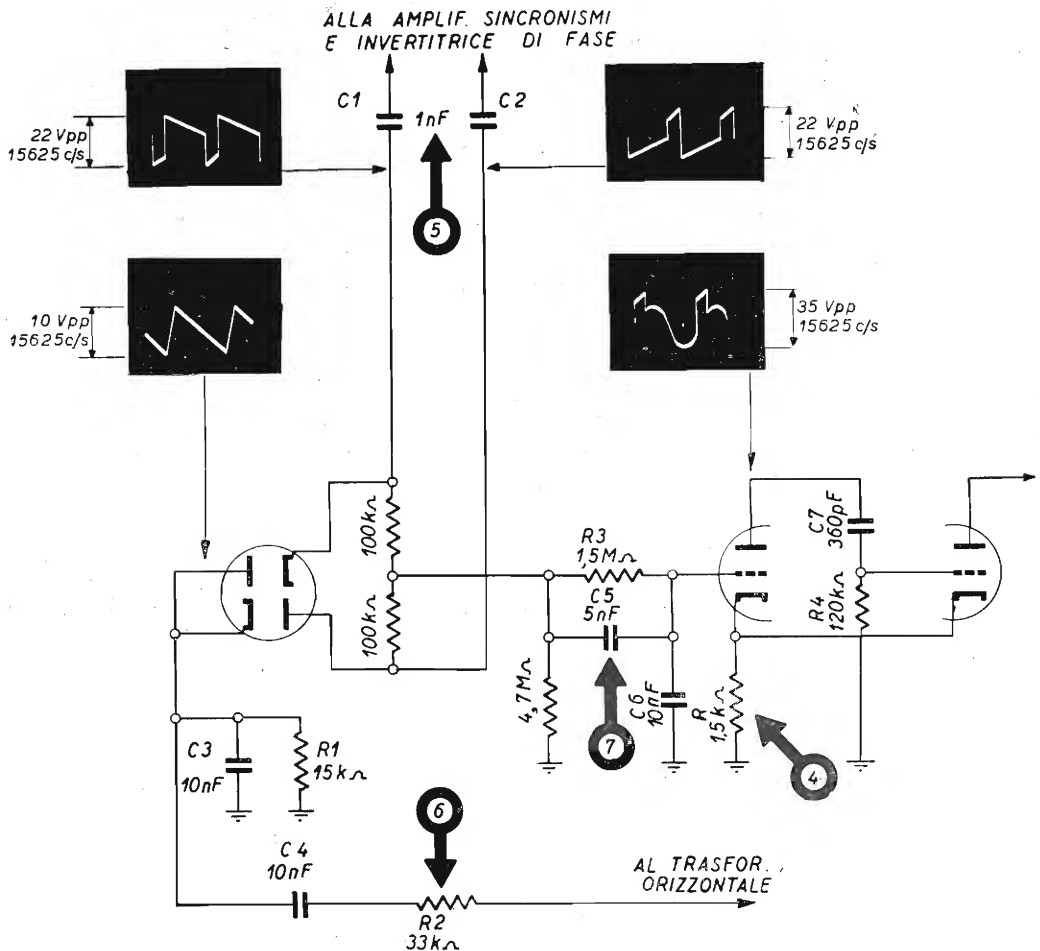 ALLA AMPLIF. SINCRONISMI
E INVERTITRICE DI FASE
22 Vpp
15625 c/s
C1
1nF
C2
22 Vpp
15625 c/s
5
10 Vpp
15625 c/s
35 Vpp
15625 c/s
100kΩ
100kΩ
R3
1,5MΩ
C5
5nF
C7
360pF
R4
120kΩ
4,7MΩ
7
C6
10nF
R
1,5kΩ
4
C3
10nF
R1
15kΩ
6
C4
10nF
R2
33kΩ
AL TRASFOR.
ORIZZONTALE